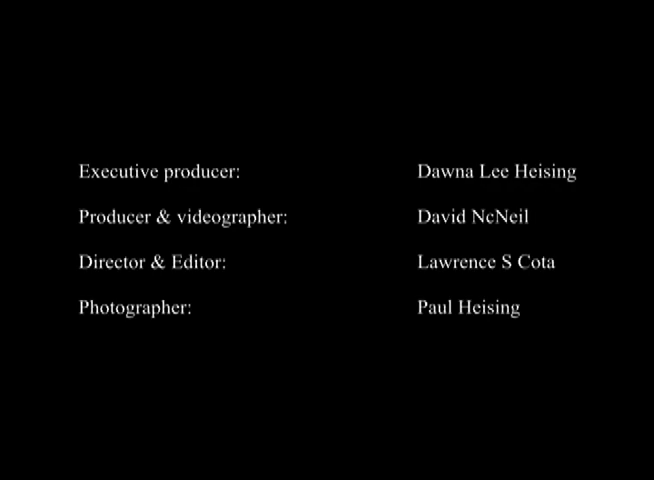 Executive producer: Dawna Lee Heising
Producer & videographer: David NcNeil
Director & Editor: Lawrence S Cota
Photographer: Paul Heising